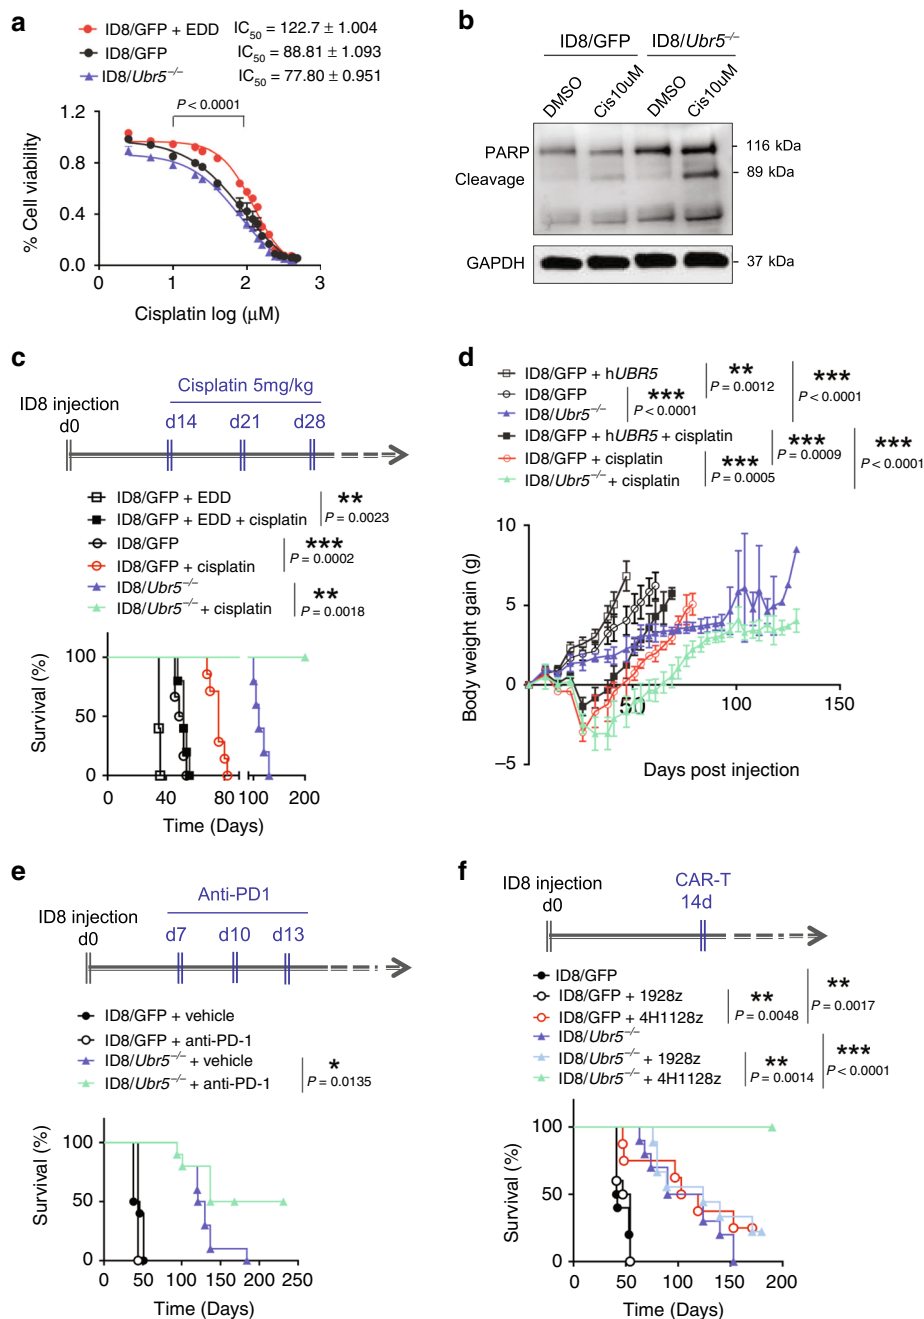 a
ID8/GFP + EDD IC50 = 122.7 ± 1.004
ID8/GFP IC50 = 88.81 ± 1.093
ID8/Ubr5–/– IC50 = 77.80 ± 0.951
P < 0.0001
1.2
0.8
0.4
0.0
% Cell viability
0 1 2 3
Cisplatin log (μM)
b
ID8/GFP ID8/Ubr5–/–
DMSO Cis10uM DMSO Cis10uM
PARP 116 kDa
Cleavage 89 kDa
GAPDH 37 kDa
c
Cisplatin 5mg/kg
ID8 injection
d0 d14 d21 d28
ID8/GFP + EDD
ID8/GFP + EDD + cisplatin
** P = 0.0023
ID8/GFP
ID8/GFP + cisplatin
*** P = 0.0002
ID8/Ubr5–/–
ID8/Ubr5–/– + cisplatin
** P = 0.0018
100
50
0
Survival (%)
0 40 80 100 200
Time (Days)
d
ID8/GFP + hUBR5
ID8/GFP
ID8/Ubr5–/–
*** P < 0.0001
** P = 0.0012
*** P < 0.0001
ID8/GFP + hUBR5 + cisplatin
ID8/GFP + cisplatin
ID8/Ubr5–/– + cisplatin
*** P = 0.0005
*** P = 0.0009
*** P < 0.0001
10
5
0
–5
Body weight gain (g)
50 100 150
Days post injection
e
Anti-PD1
ID8 injection
d0 d7 d10 d13
ID8/GFP + vehicle
ID8/GFP + anti-PD-1
ID8/Ubr5–/– + vehicle
ID8/Ubr5–/– + anti-PD-1
* P = 0.0135
100
50
0
Survival (%)
0 50 100 150 200 250
Time (Days)
f
ID8 injection CAR-T
d0 14d
ID8/GFP
ID8/GFP + 1928z
ID8/GFP + 4H1128z
** P = 0.0048
** P = 0.0017
ID8/Ubr5–/–
ID8/Ubr5–/– + 1928z
ID8/Ubr5–/– + 4H1128z
** P = 0.0014
*** P < 0.0001
100
50
0
Survival (%)
0 50 100 150 200
Time (Days)